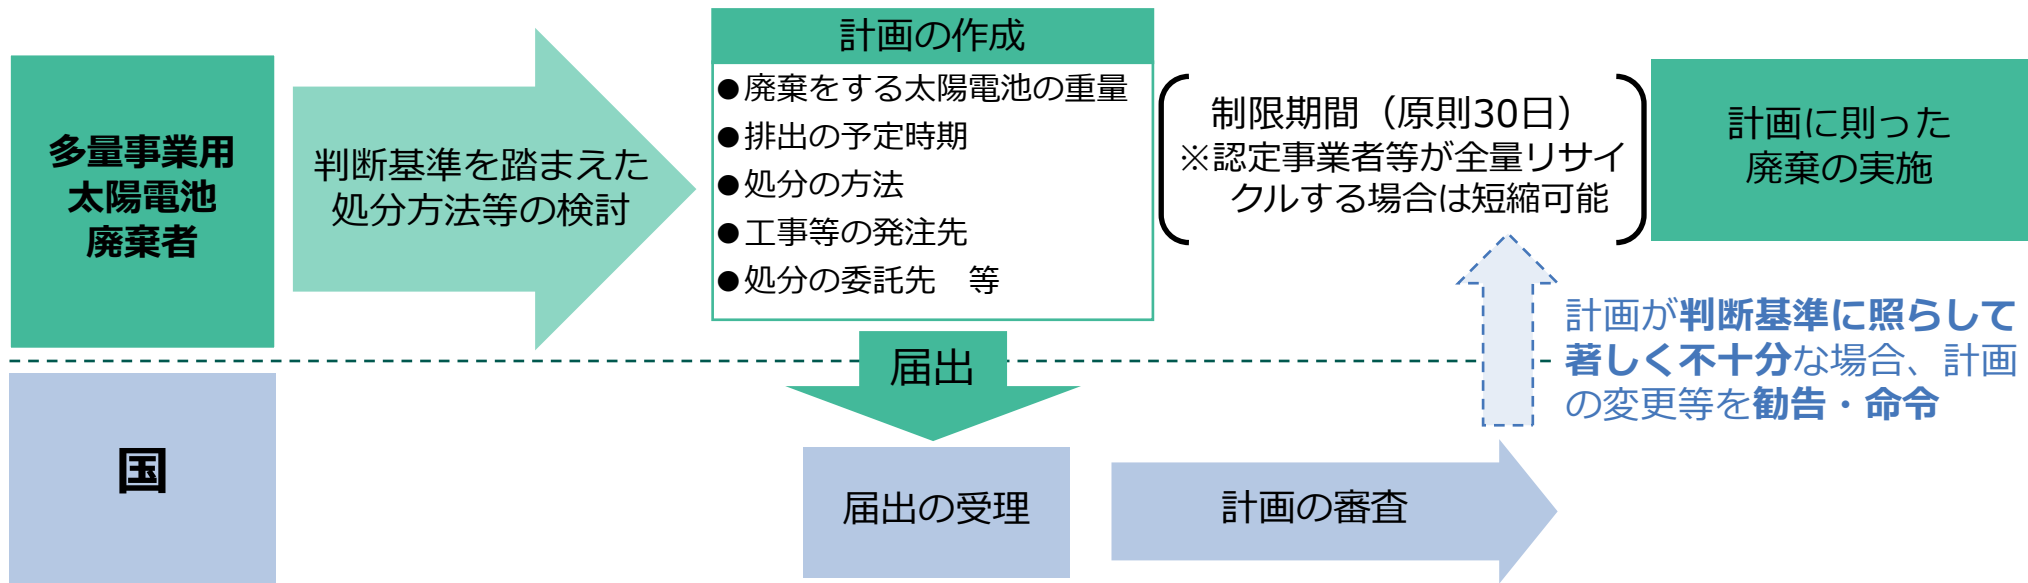 多量事業用
太陽電池
廃棄者
判断基準を踏まえた
処分方法等の検討
計画の作成
●廃棄をする太陽電池の重量
●排出の予定時期
●処分の方法
●工事等の発注先
●処分の委託先　等
制限期間（原則30日）
※認定事業者等が全量リサイ
クルする場合は短縮可能
計画に則った
廃棄の実施
届出
計画が判断基準に照らして
著しく不十分な場合、計画
の変更等を勧告・命令
国
届出の受理
計画の審査